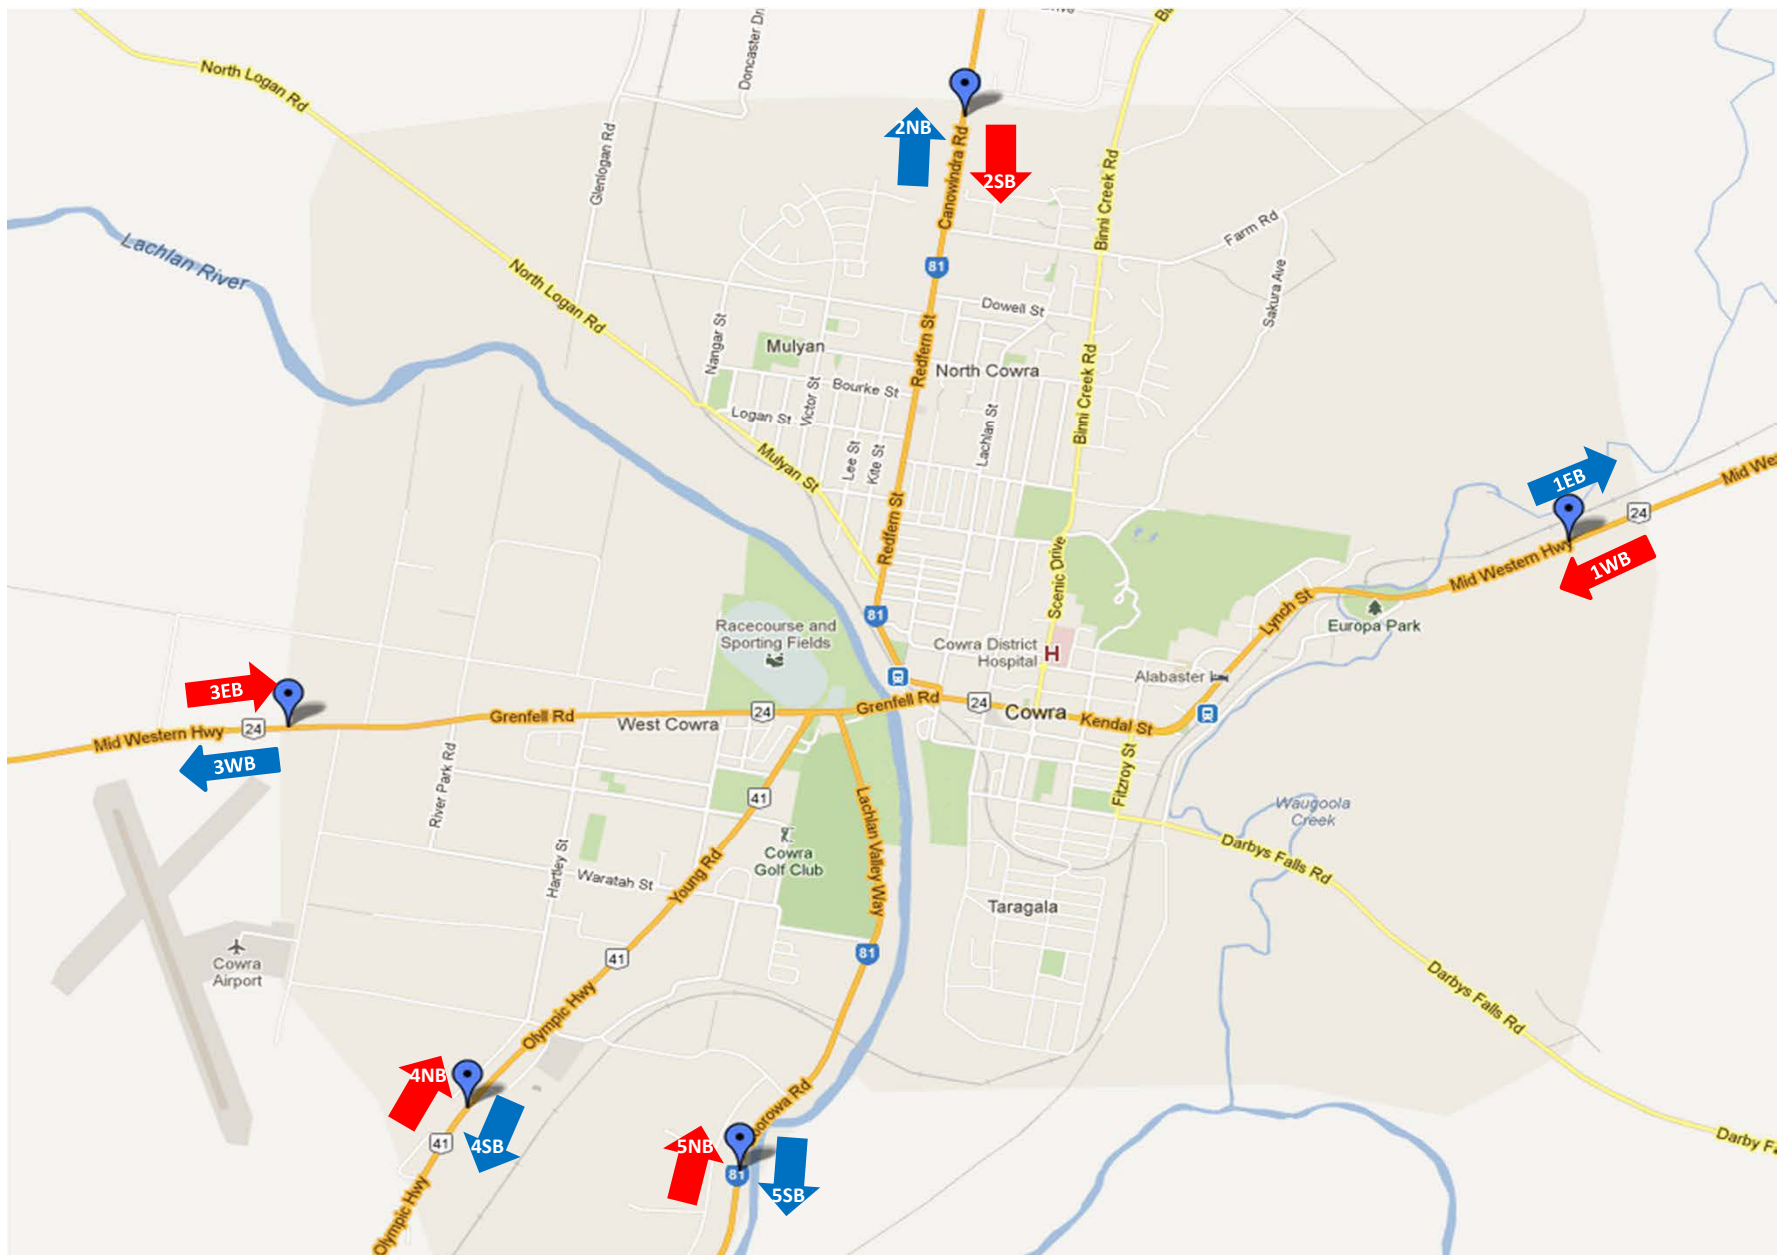 North Logan Rd
Doncaster Dr
Glenlogan Rd
2NB
Canowindra Rd
2SB
Binni Creek Rd
Farm Rd
Sakura Ave
Lachlan River
North Logan Rd
81
Dowell St
Nangar St
Mulyan
Redfern St
North Cowra
Binni Creek Rd
Bourke St
Victor St
Logan St
Lachlan St
Lee St
Kite St
Mulyan St
Redfern St
1EB
24
Mid Wes
Mid Western Hwy
1WB
Scenic Drive
Lynch St
Europa Park
81
Racecourse and
Sporting Fields
Cowra District
Hospital
H
Alabaster
3EB
24
Mid Western Hwy
3WB
Grenfell Rd
West Cowra
24
Grenfell Rd
24
Cowra
Kendal St
Fitzroy St
River Park Rd
41
Lachlan Valley Way
Waugoola
Creek
Darbys Falls Rd
Cowra
Golf Club
Hartley St
Waratah St
Young Rd
Taragala
Cowra
Airport
41
81
Olympic Hwy
Darbys Falls Rd
4NB
4SB
41
Olympic Hwy
5NB
orowa Rd
81
5SB
Darby Fa